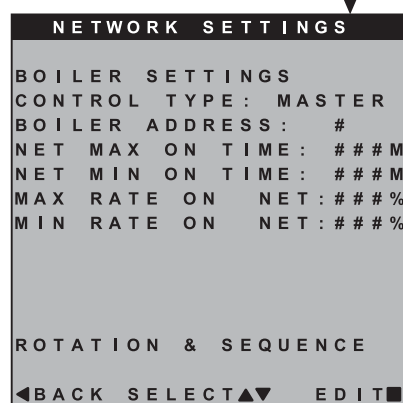 NETWORK SETTINGS
BOILER SETTINGS
CONTROL TYPE: MASTER
BOILER ADDRESS: #
NET MAX ON TIME: ###M
NET MIN ON TIME: ###M
MAX RATE ON NET:###%
MIN RATE ON NET:###%
ROTATION & SEQUENCE
◀BACK SELECT▲▼ EDIT■